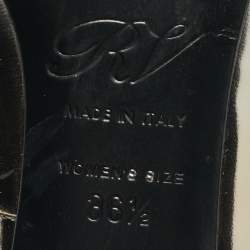 RV
MADE IN ITALY
WOMEN'S SIZE
36½